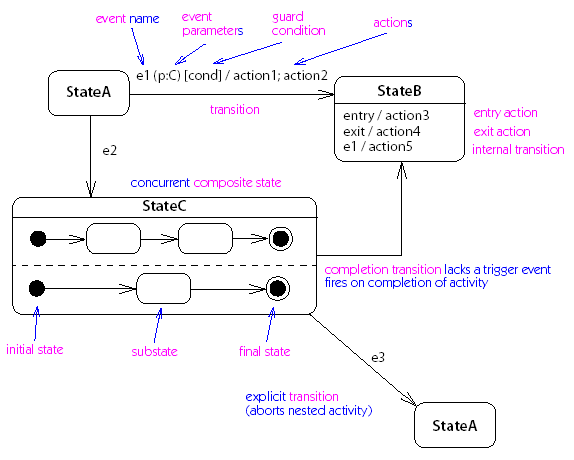 event name
event
parameters
guard
condition
actions
e1 (p:C) [cond] / action1; action2
StateA
StateB
transition
entry / action3
exit / action4
e1 / action5
entry action
exit action
internal transition
e2
concurrent composite state
StateC
completion transition lacks a trigger event
fires on completion of activity
initial state
substate
final state
e3
explicit transition
(aborts nested activity)
StateA